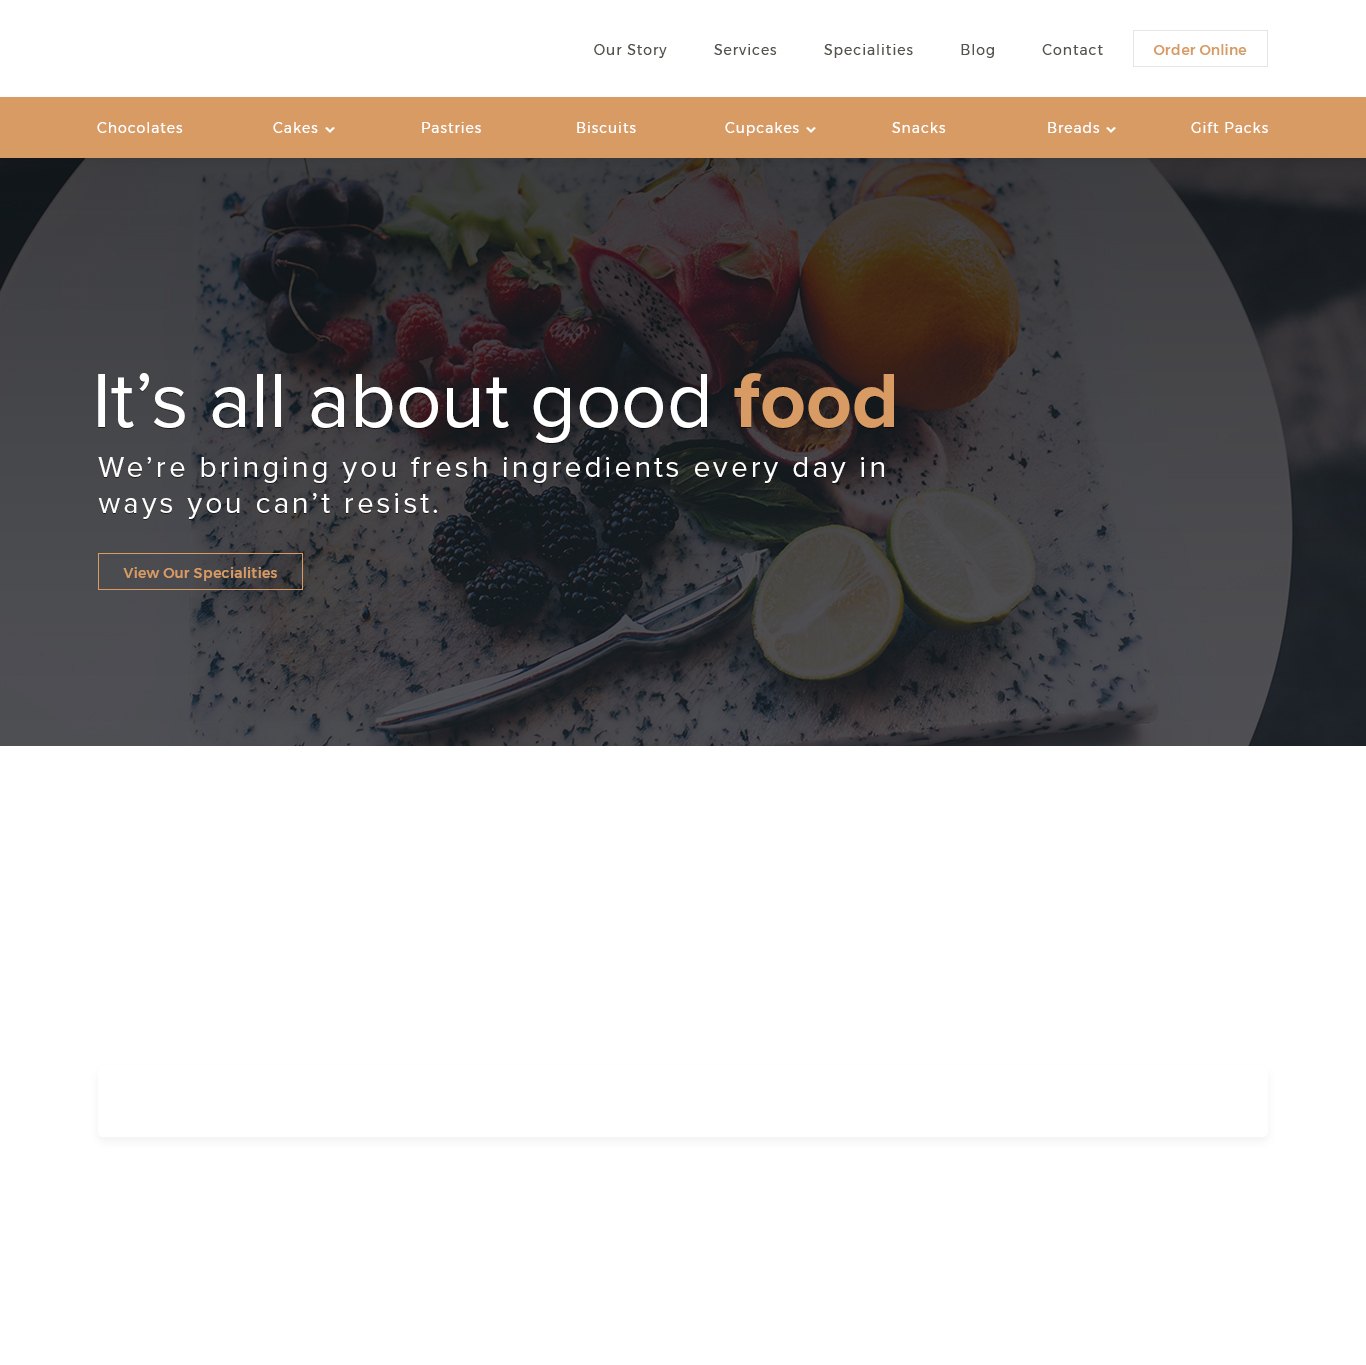 Our Story Services Specialities Blog Contact Order Online
Chocolates Cakes Pastries Biscuits Cupcakes Snacks Breads Gift Packs
It’s all about good food
We’re bringing you fresh ingredients every day in
ways you can’t resist.
View Our Specialities